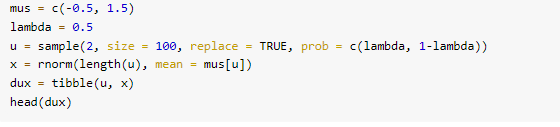 mus = c(-0.5, 1.5)
lambda = 0.5
u = sample(2, size = 100, replace = TRUE, prob = c(lambda, 1-lambda))
x = rnorm(length(u), mean = mus[u])
dux = tibble(u, x)
head(dux)